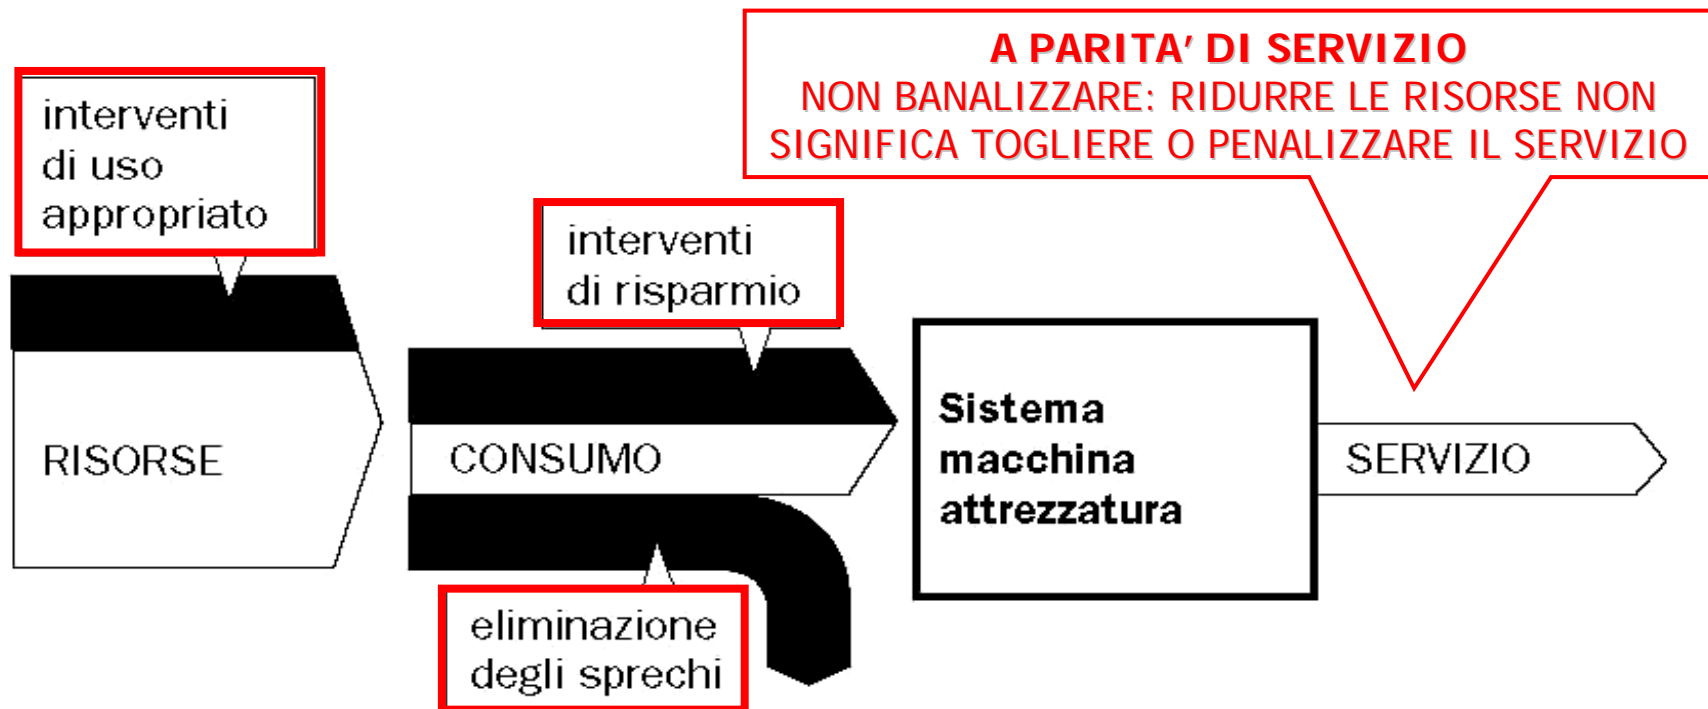 A PARITA’ DI SERVIZIO
NON BANALIZZARE: RIDURRE LE RISORSE NON
SIGNIFICA TOGLIERE O PENALIZZARE IL SERVIZIO
interventi
di uso
appropriato
interventi
di risparmio
RISORSE
CONSUMO
Sistema
macchina
attrezzatura
SERVIZIO
eliminazione
degli sprechi